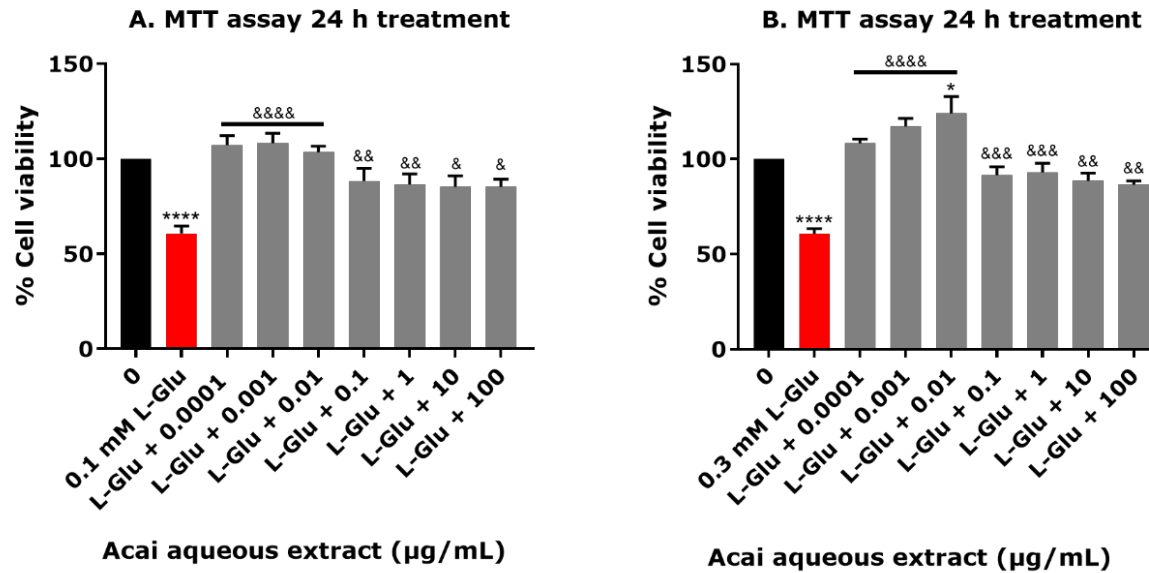 A. MTT assay 24 h treatment
% Cell viability
150
100
50
0
****
&&&&
&&
&&
&
&
0
0.1 mM L-Glu
L-Glu + 0.0001
L-Glu + 0.001
L-Glu + 0.01
L-Glu + 0.1
L-Glu + 1
L-Glu + 10
L-Glu + 100
Acai aqueous extract (µg/mL)
B. MTT assay 24 h treatment
% Cell viability
150
100
50
0
****
&&&&
*
&&&
&&&
&&
&&
0
0.3 mM L-Glu
L-Glu + 0.0001
L-Glu + 0.001
L-Glu + 0.01
L-Glu + 0.1
L-Glu + 1
L-Glu + 10
L-Glu + 100
Acai aqueous extract (µg/mL)